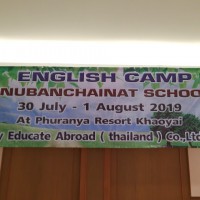 ENGLISH CAMP
NUBANCHAINAT SCHOO
30 July - 1 August 2019
At Phuranya Resort Khaoyai
y Educate Abroad ( thailand ) Co.,Ltd